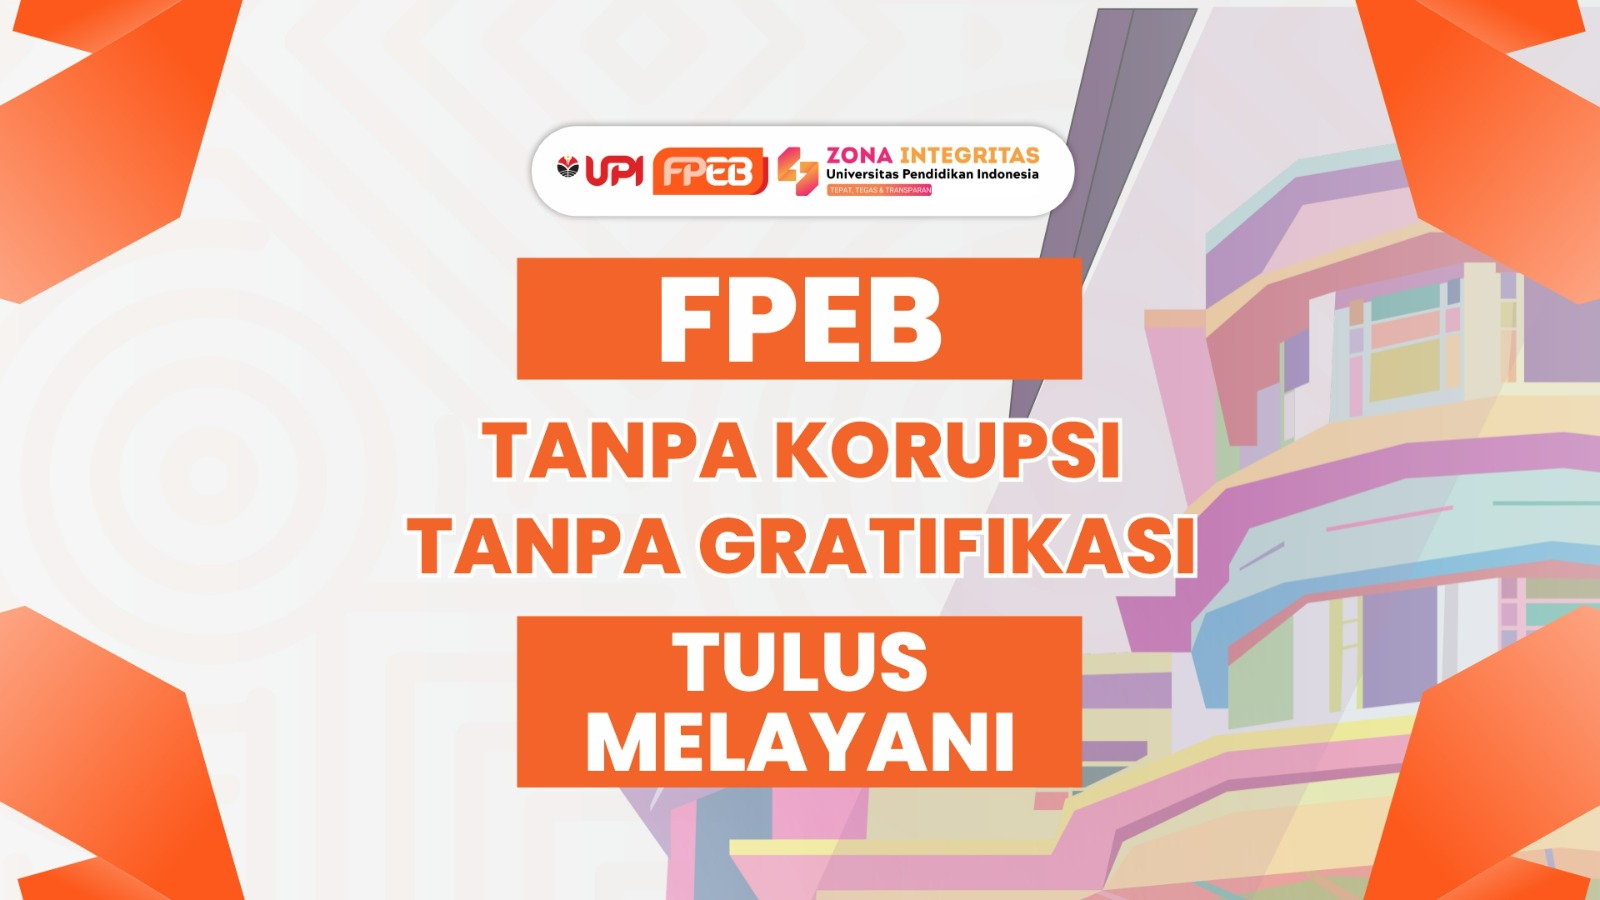 UPI FPEB ZONA INTEGRITAS
Universitas Pendidikan Indonesia
TEPAT, TEGAS & TRANSPARAN
FPEB
TANPA KORUPSI
TANPA GRATIFIKASI
TULUS
MELAYANI